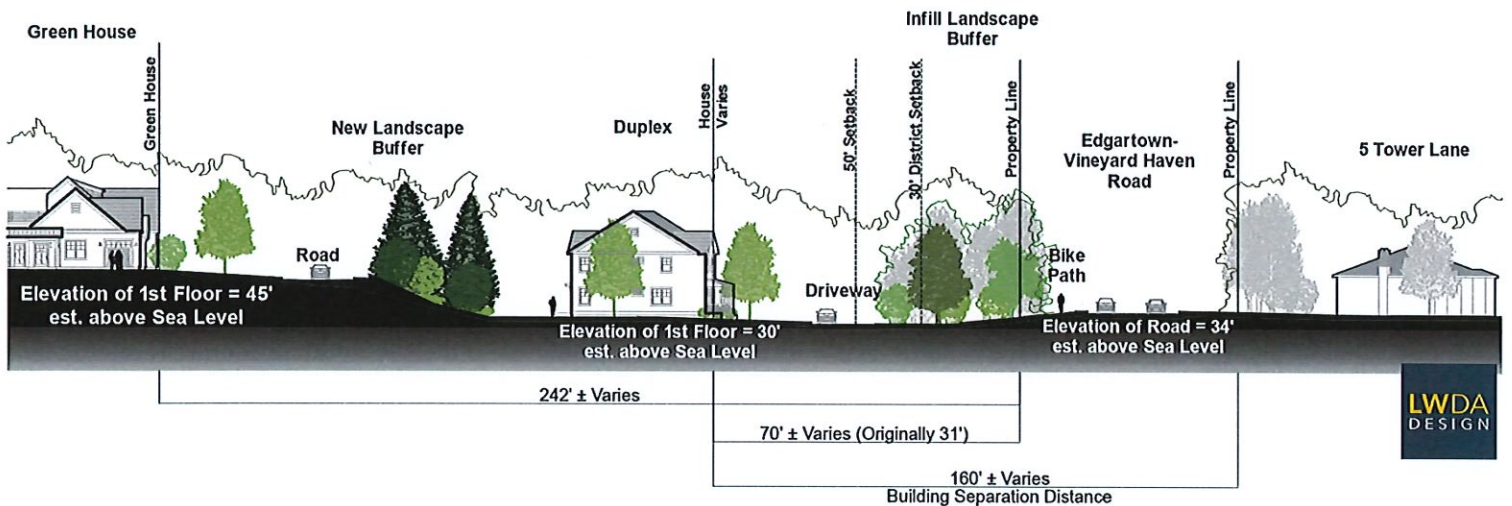 Green House
Green House
New Landscape
Buffer
Road
Duplex
House
Varies
50' Setback
Infill Landscape
Buffer
30' District Setback
Property Line
Driveway
Bike
Path
Edgartown-
Vineyard Haven
Road
Property Line
5 Tower Lane
Elevation of 1st Floor = 45'
est. above Sea Level
Elevation of 1st Floor = 30'
est. above Sea Level
Elevation of Road = 34'
est. above Sea Level
242' ± Varies
70' ± Varies (Originally 31')
160' ± Varies
Building Separation Distance
LWDA
DESIGN